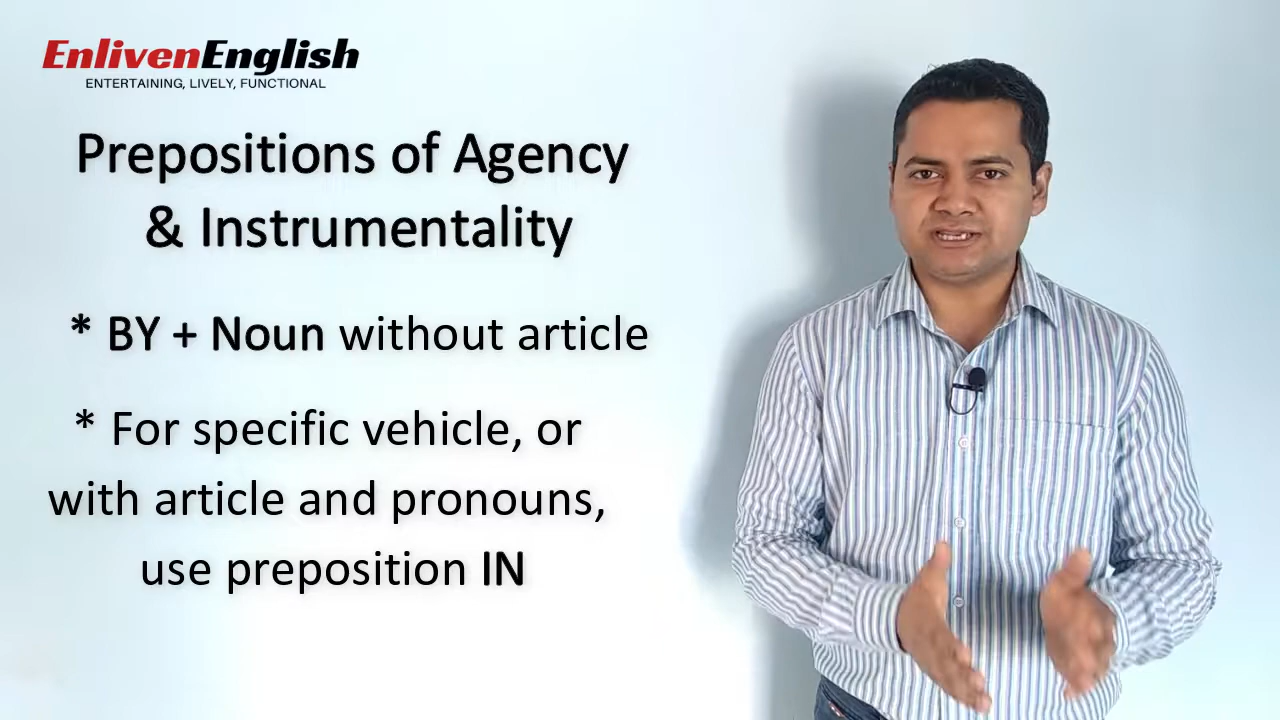 EnlivenEnglish
ENTERTAINING, LIVELY, FUNCTIONAL
Prepositions of Agency
& Instrumentality
* BY + Noun without article
* For specific vehicle, or
with article and pronouns,
use preposition IN